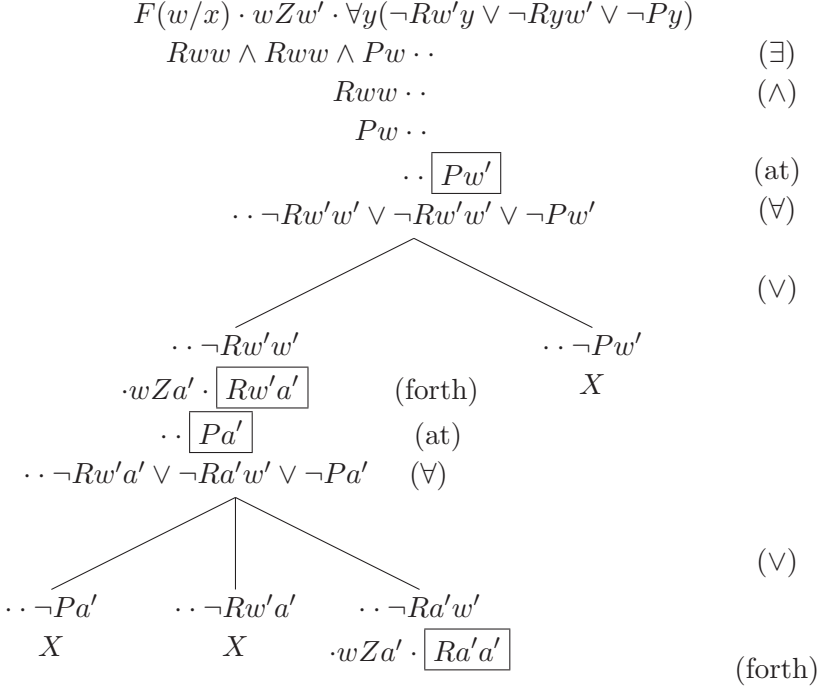 F(w/x) · wZw′ · ∀y(¬Rw′y ∨ ¬Ryw′ ∨ ¬Py)
Rww ∧ Rww ∧ Pw · · (∃)
Rww · · (∧)
Pw · ·
· · Pw′ (at)
· · ¬Rw′w′ ∨ ¬Rw′w′ ∨ ¬Pw′ (∀)
(∨)
· · ¬Rw′w′ · · ¬Pw′
·wZa′ · Rw′a′ (forth) X
· · Pa′ (at)
· · ¬Rw′a′ ∨ ¬Ra′w′ ∨ ¬Pa′ (∀)
(∨)
· · ¬Pa′ · · ¬Rw′a′ · · ¬Ra′w′
X X ·wZa′ · Ra′a′
(forth)